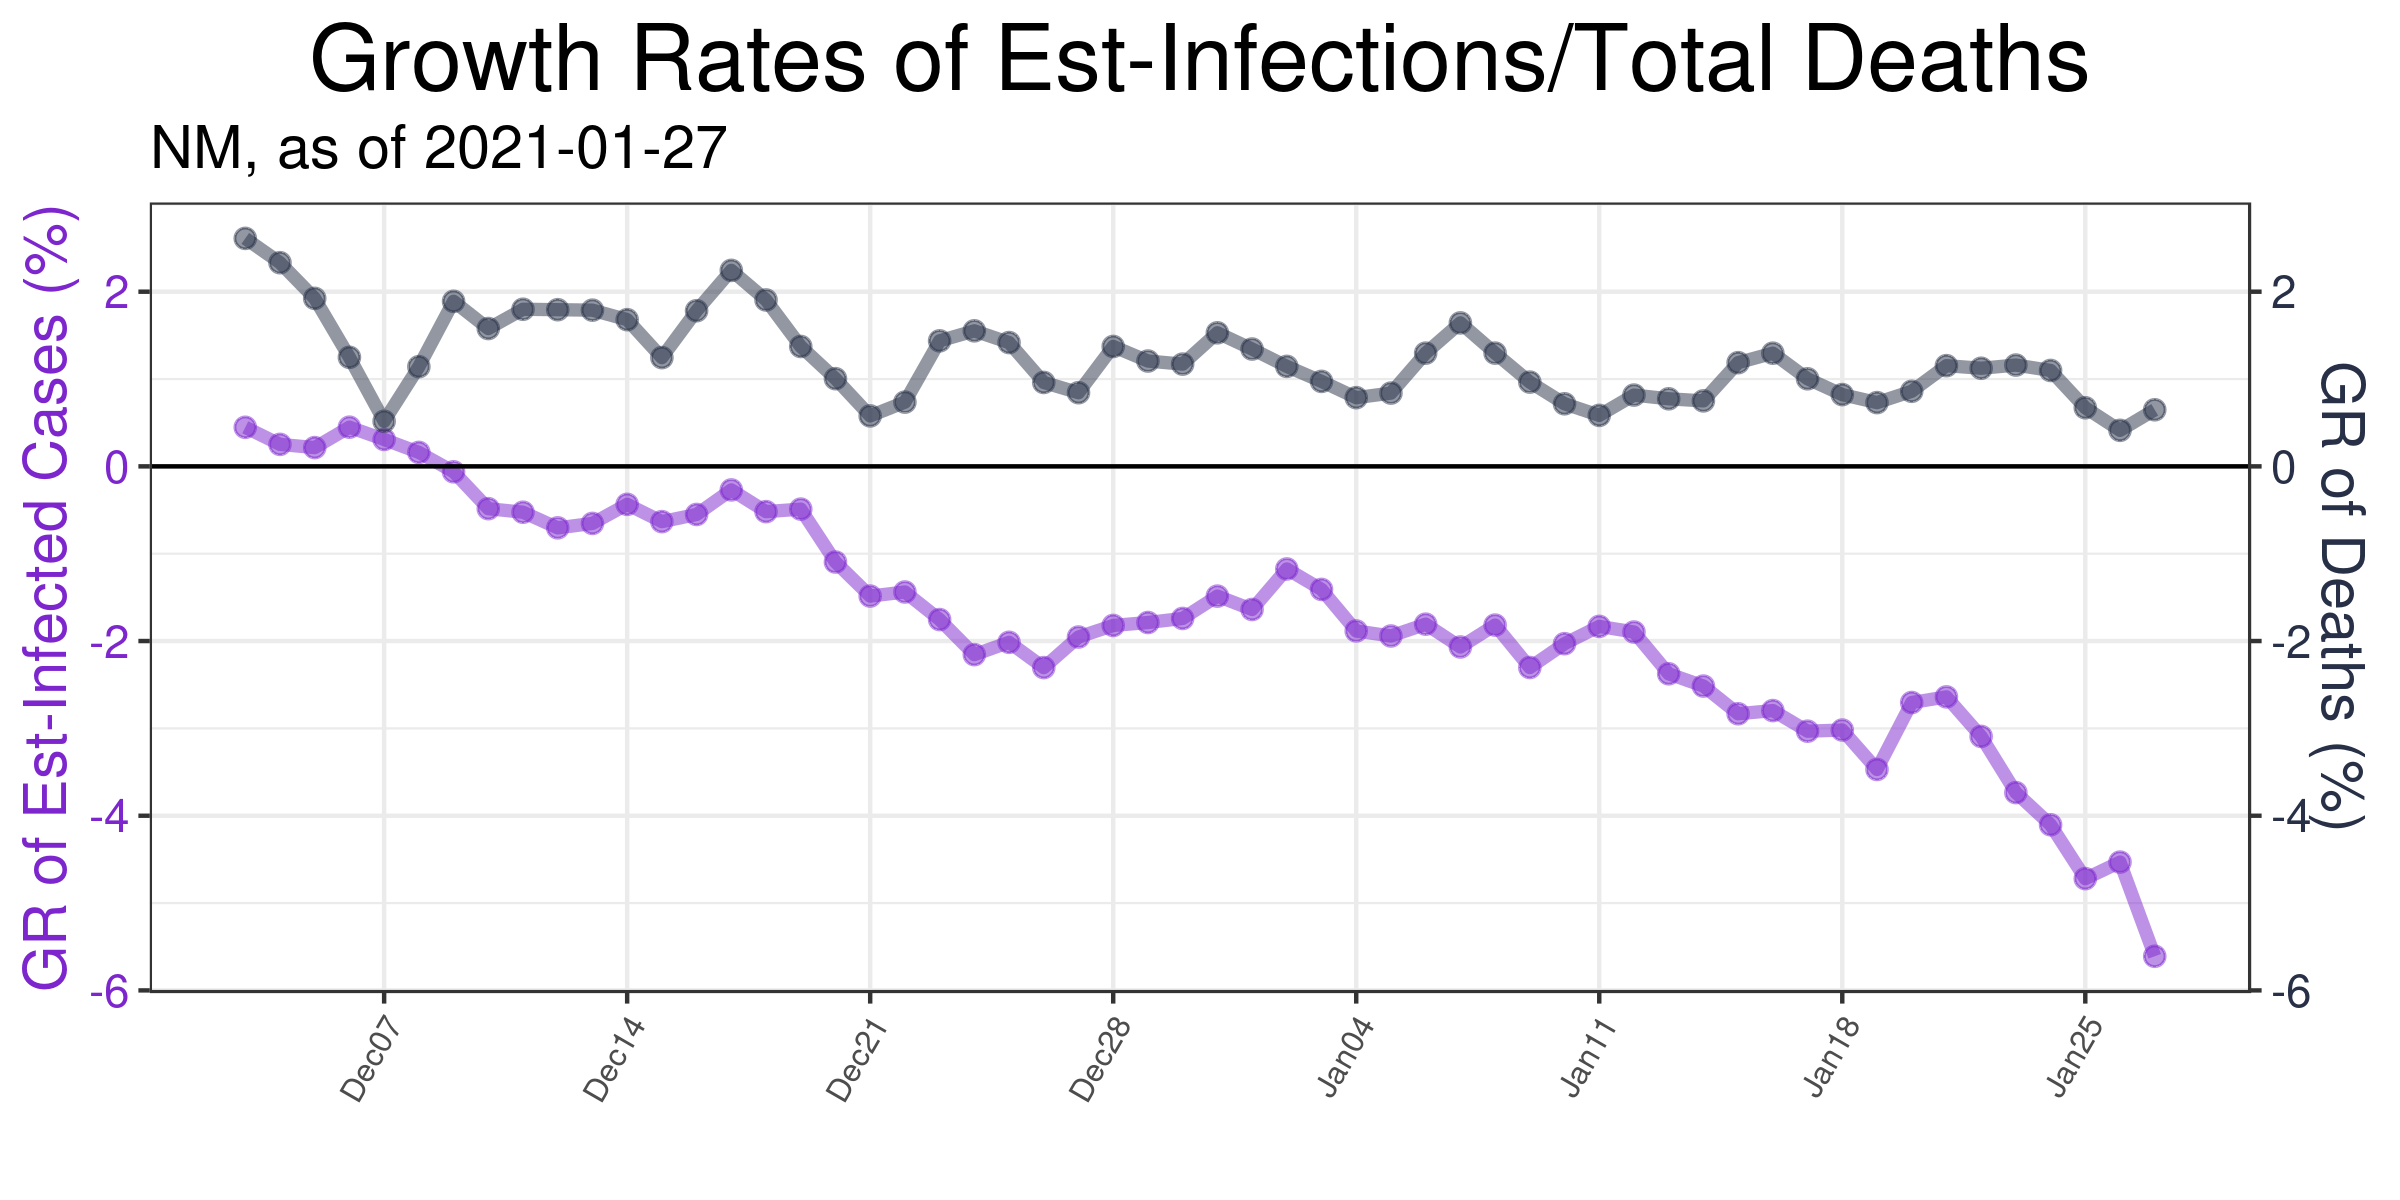 Growth Rates of Est-Infections/Total Deaths
NM, as of 2021-01-27
GR of Est-Infected Cases (%)
2
0
-2
-4
-6
2
0
-2
-4
-6
GR of Deaths (%)
Dec07
Dec14
Dec21
Dec28
Jan04
Jan11
Jan18
Jan25